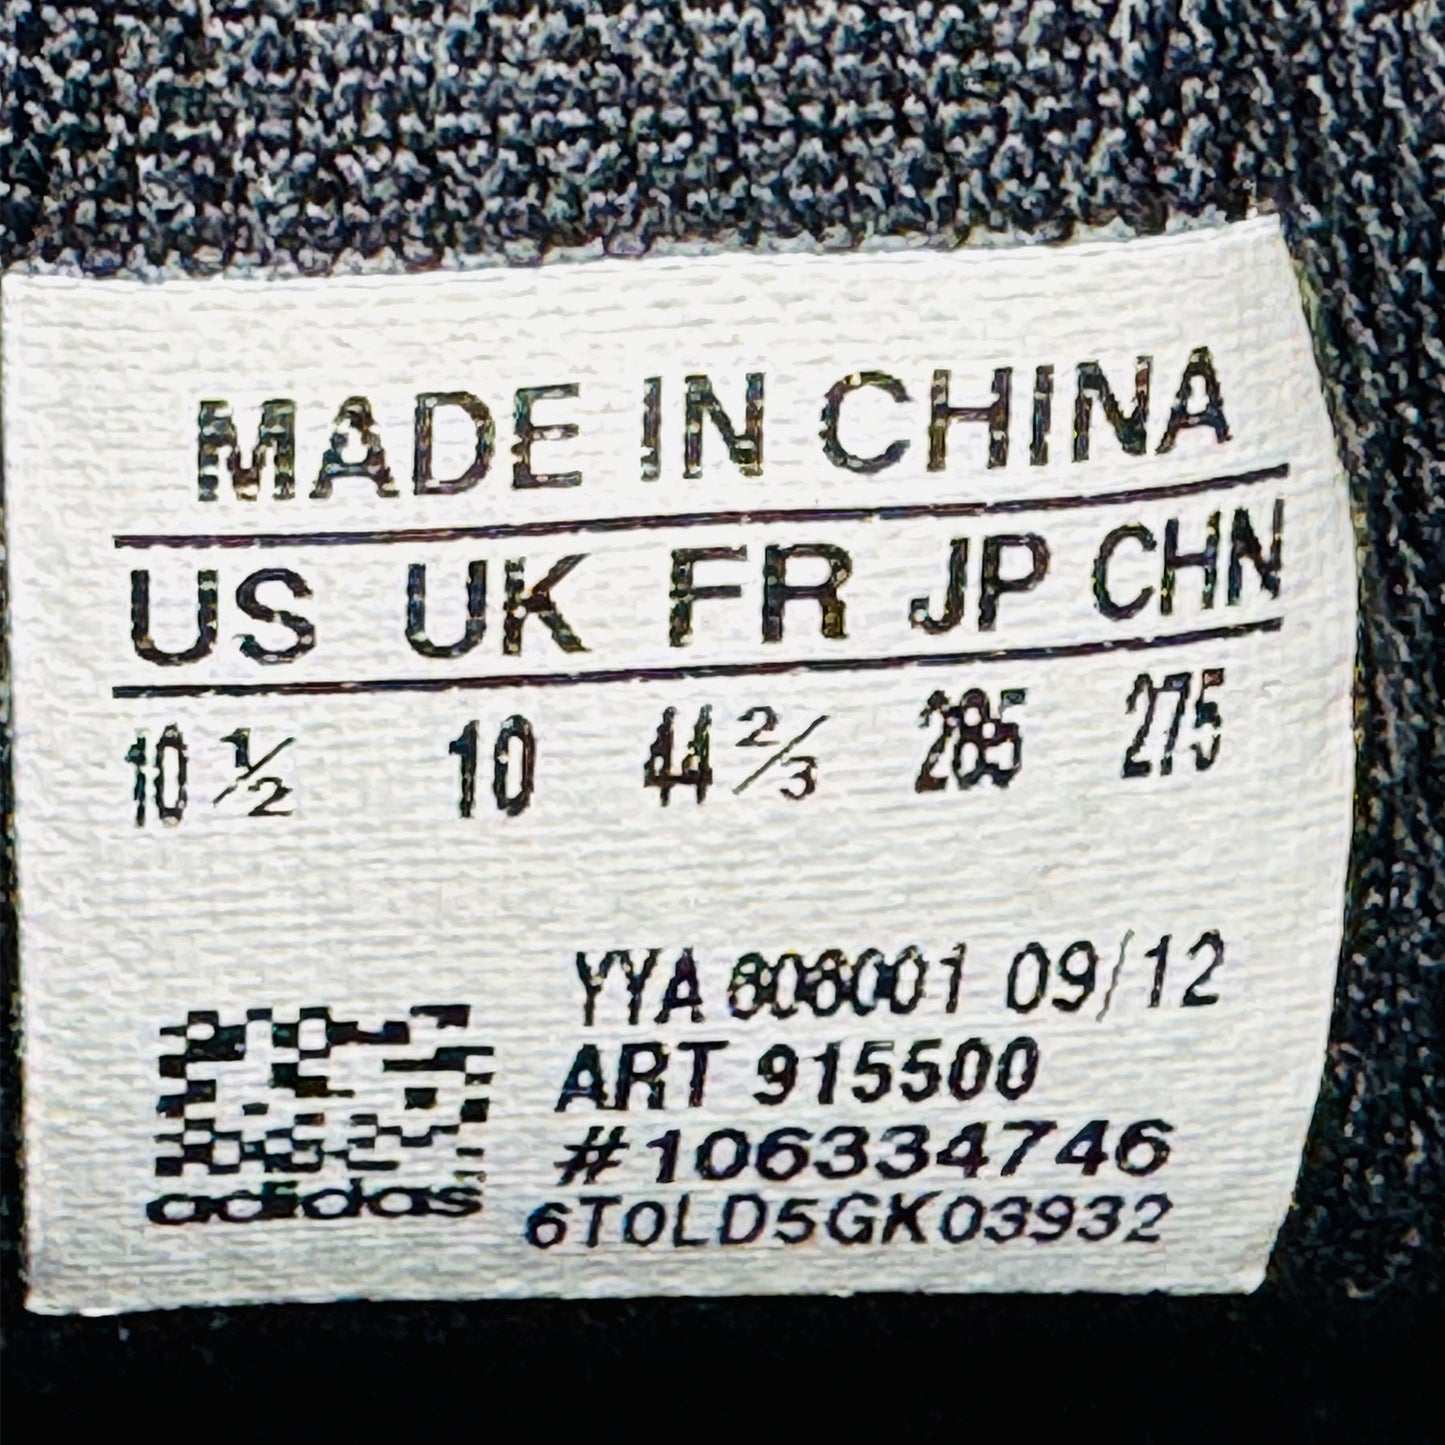 MADE IN CHINA
US UK FR JP CHN
10 ½ 10 44 ⅔ 285 275
YYA 606001 09/12
ART 915500
#106334746
6T0LD5GK03932
adidas